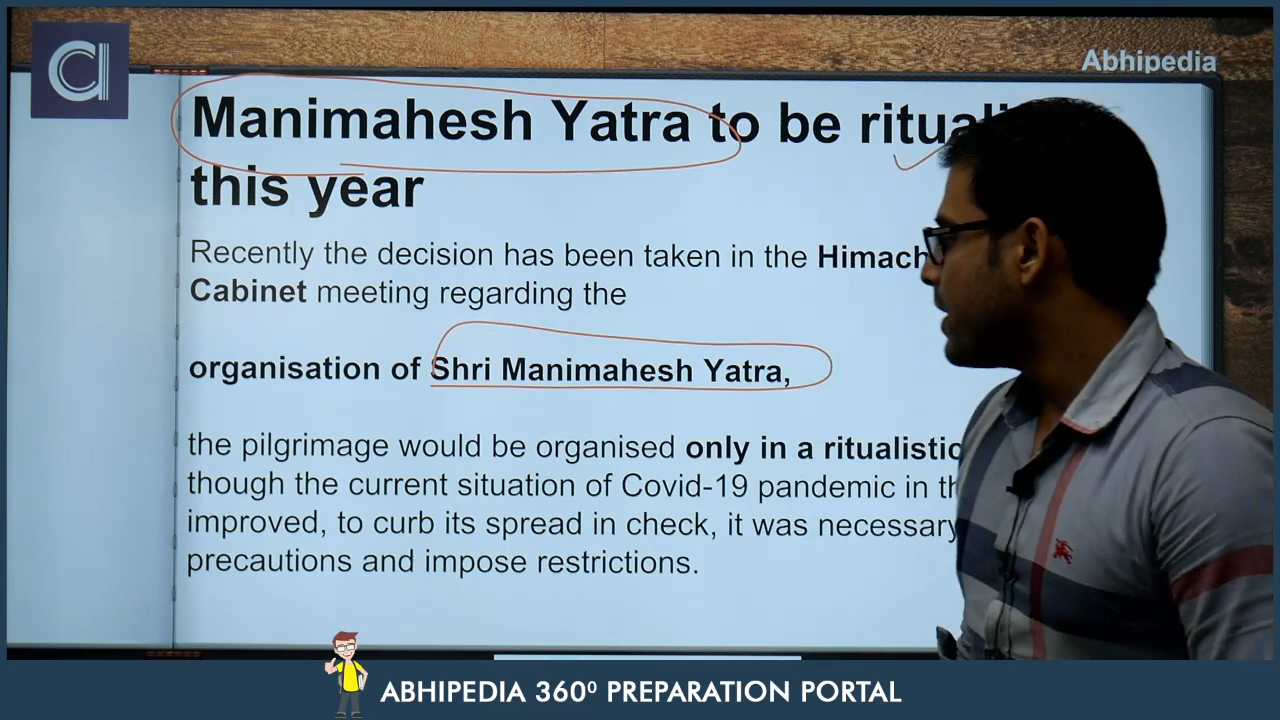 Abhipedia
Manimahesh Yatra to be
this year
Recently the decision has been taken in the
Cabinet meeting regarding the
organisation of Shri Manimahesh Yatra,
the pilgrimage would be organised only in a ritualistic
though the current situation of Covid-19 pandemic in
improved, to curb its spread in check, it was necessary
precautions and impose restrictions.
ABHIPEDIA 360⁰ PREPARATION PORTAL